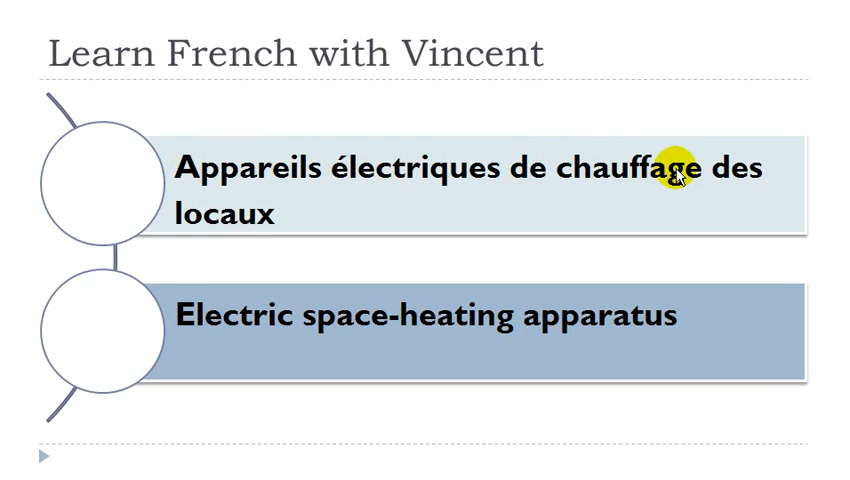 Learn French with Vincent
Appareils électriques de chauffage des
locaux
Electric space-heating apparatus